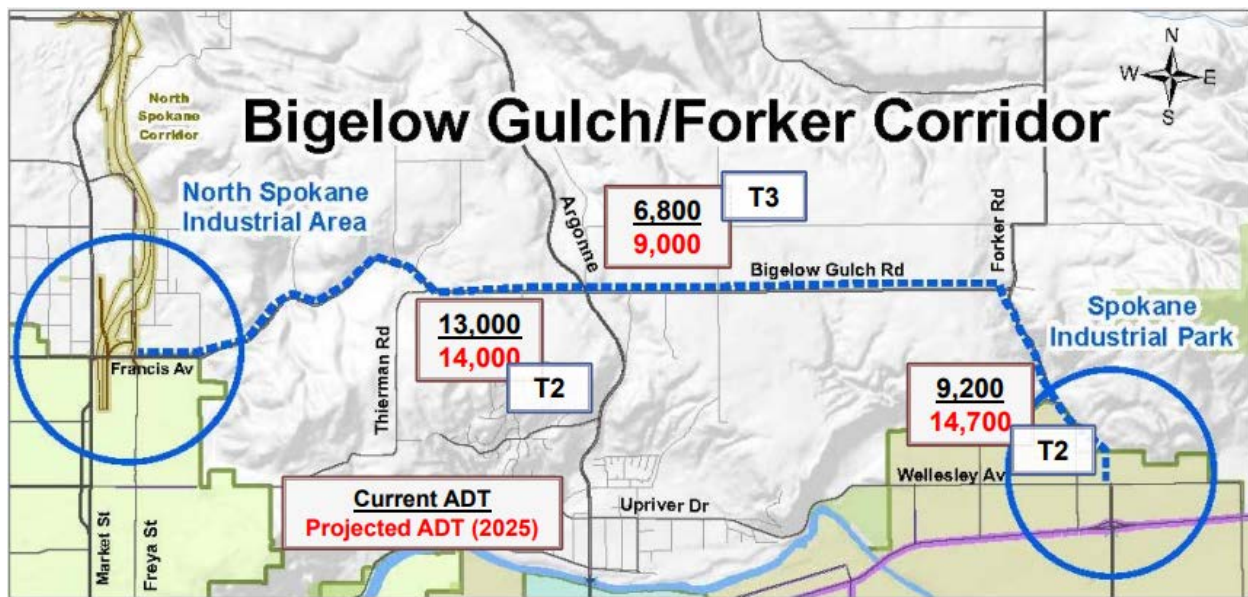 N
W E
S
North
Spokane
Corridor
Bigelow Gulch/Forker Corridor
North Spokane
Industrial Area
Argonne
6,800
9,000
T3
Forker Rd
Bigelow Gulch Rd
Spokane
Industrial Park
Francis Av
Thierman Rd
13,000
14,000
T2
9,200
14,700
T2
Wellesley Av
Current ADT
Projected ADT (2025)
Upriver Dr
Market St
Freya St